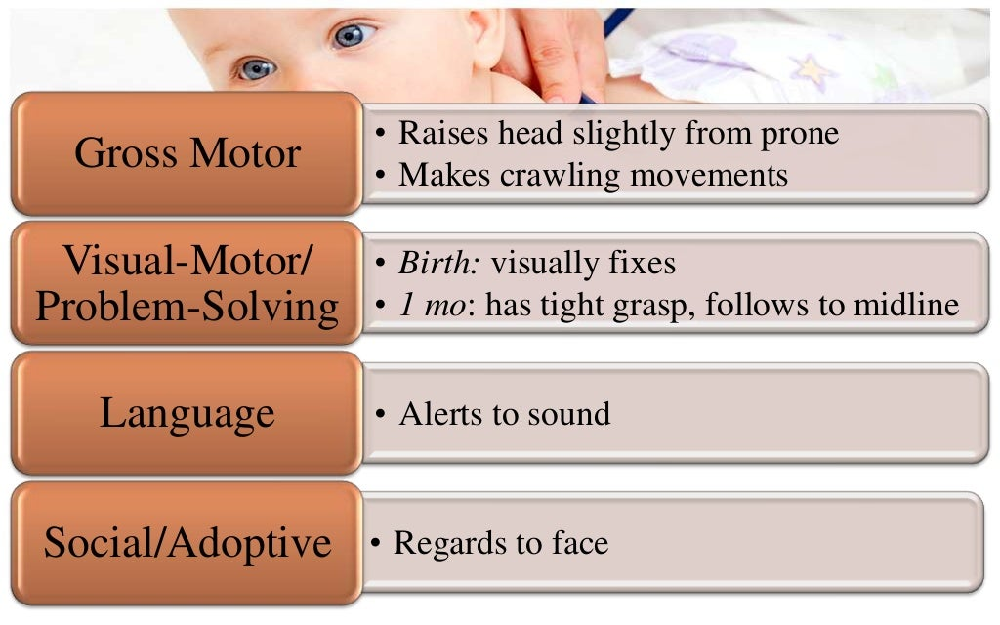 Gross Motor
• Raises head slightly from prone
• Makes crawling movements
Visual-Motor/
Problem-Solving
• Birth: visually fixes
• 1 mo: has tight grasp, follows to midline
Language
• Alerts to sound
Social/Adoptive
• Regards to face